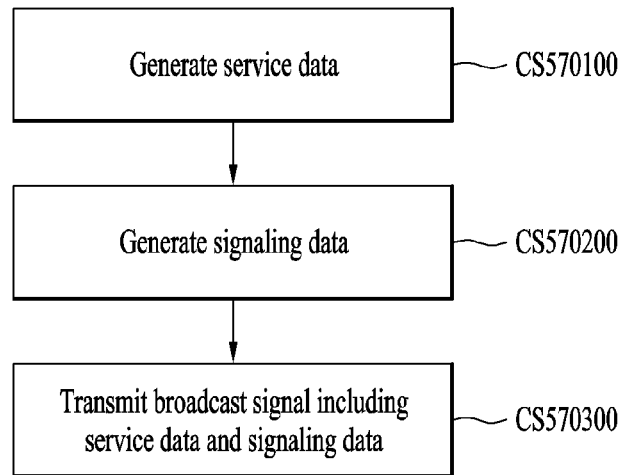 Generate service data
CS570100
Generate signaling data
CS570200
Transmit broadcast signal including
service data and signaling data
CS570300